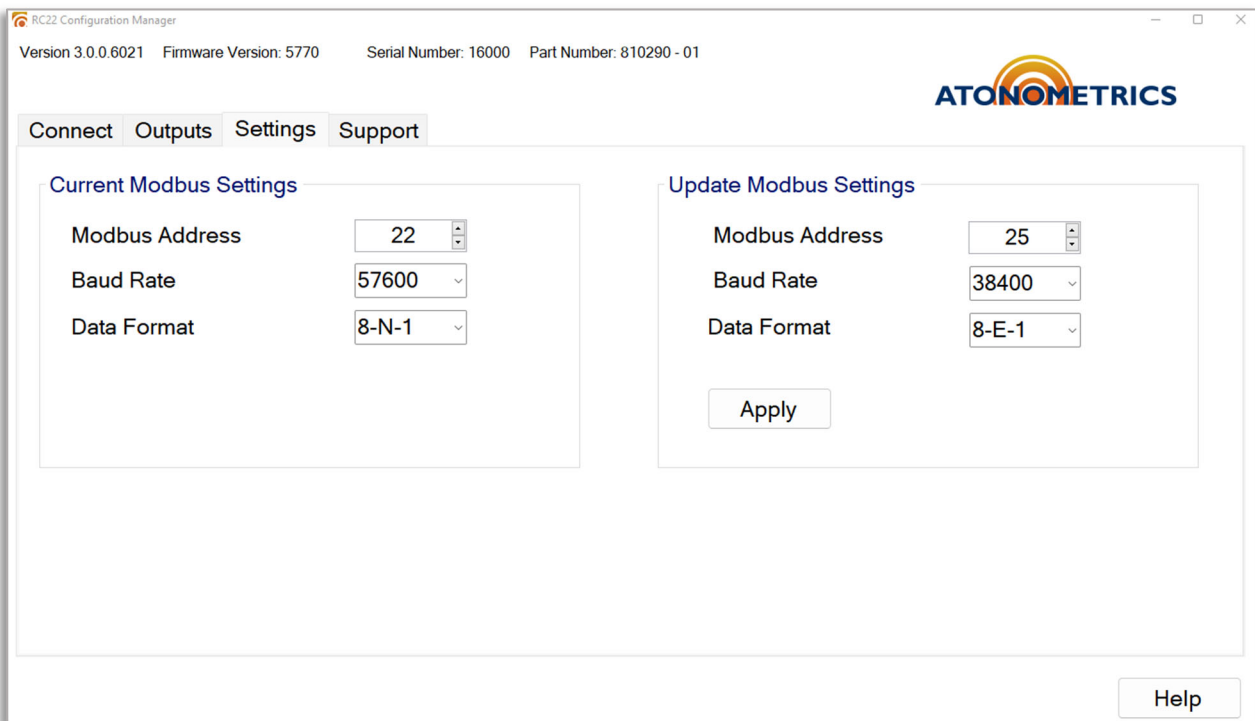 RC22 Configuration Manager
Version 3.0.0.6021 Firmware Version: 5770 Serial Number: 16000 Part Number: 810290 - 01
ATONOMETRICS
Connect Outputs Settings Support
Current Modbus Settings
Modbus Address 22
Baud Rate 57600
Data Format 8-N-1
Update Modbus Settings
Modbus Address 25
Baud Rate 38400
Data Format 8-E-1
Apply
Help